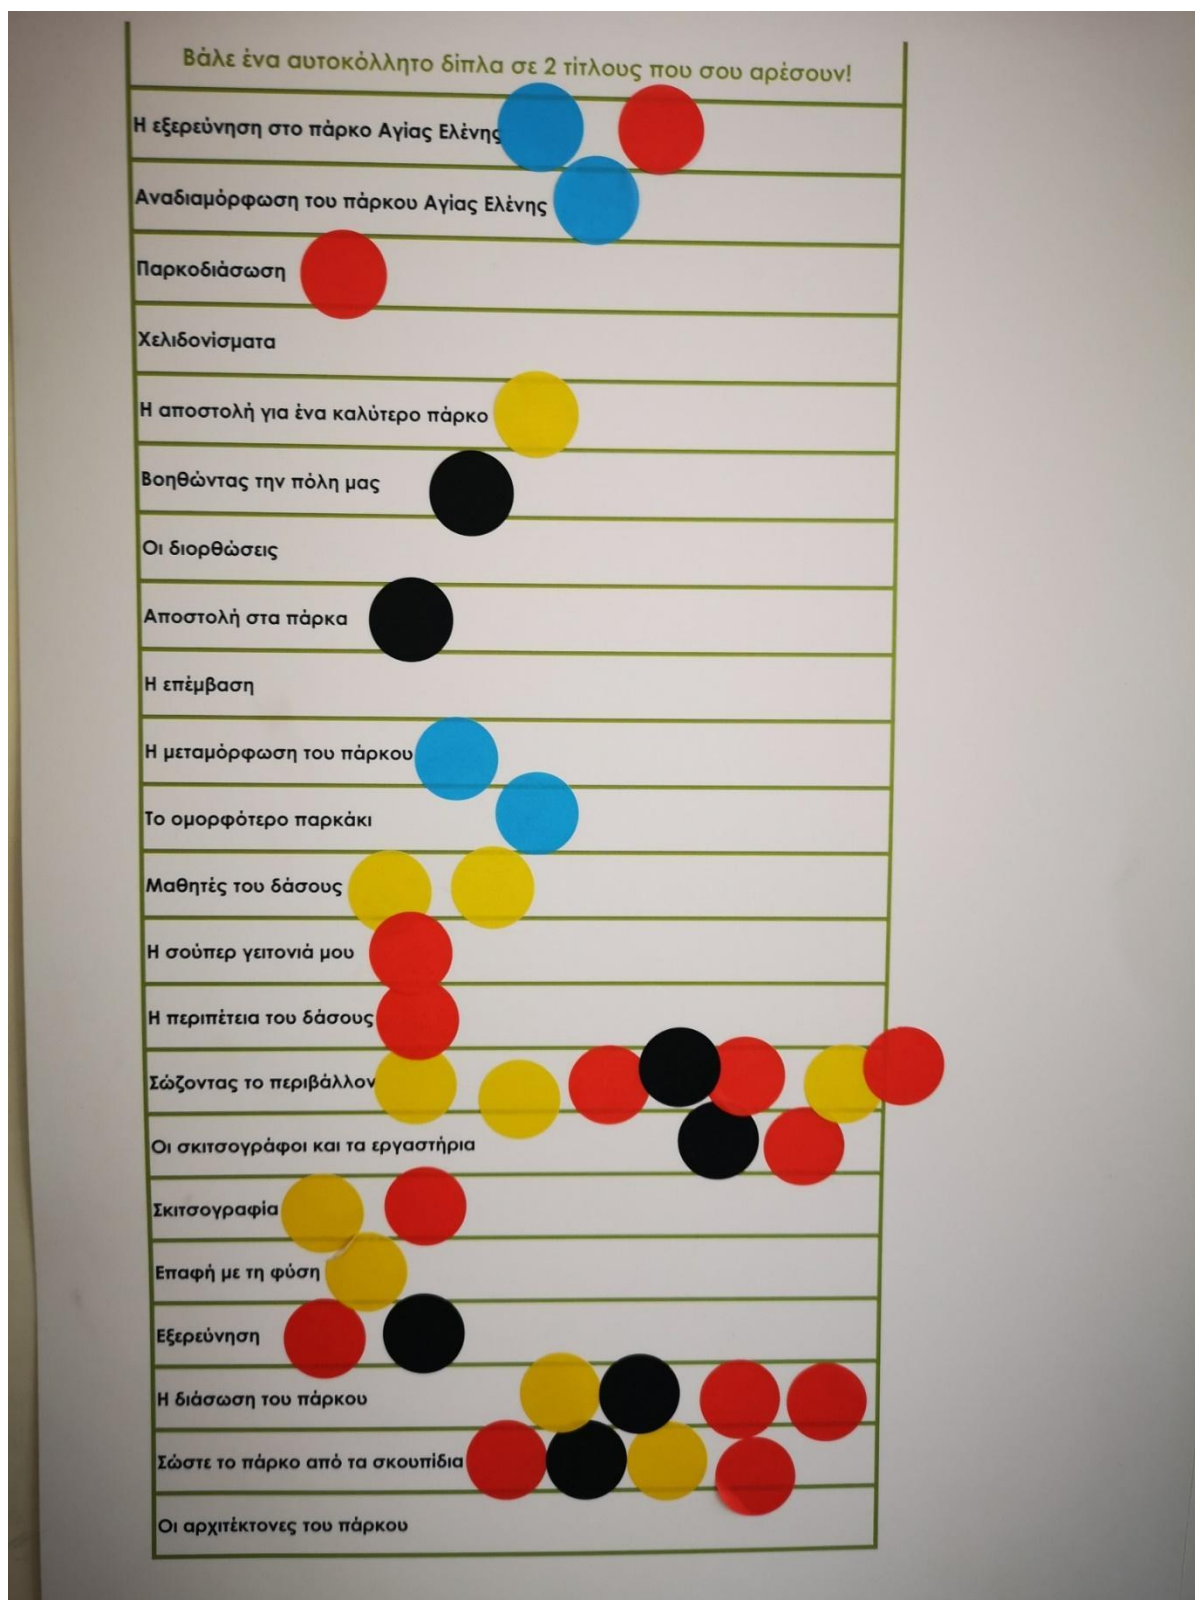 Βάλε ένα αυτοκόλλητο δίπλα σε 2 τίτλους που σου αρέσουν!
Η εξερεύνηση στο πάρκο Αγίας Ελένης
Αναδιαμόρφωση του πάρκου Αγίας Ελένης
Παρκοδιάσωση
Χελιδονίσματα
Η αποστολή για ένα καλύτερο πάρκο
Βοηθώντας την πόλη μας
Οι διορθώσεις
Αποστολή στα πάρκα
Η επέμβαση
Η μεταμόρφωση του πάρκου
Το ομορφότερο παρκάκι
Μαθητές του δάσους
Η σούπερ γειτονιά μου
Η περιπέτεια του δάσους
Σώζοντας το περιβάλλον
Οι σκιτσογράφοι και τα εργαστήρια
Σκιτσογραφία
Επαφή με τη φύση
Εξερεύνηση
Η διάσωση του πάρκου
Σώστε το πάρκο από τα σκουπίδια
Οι αρχιτέκτονες του πάρκου